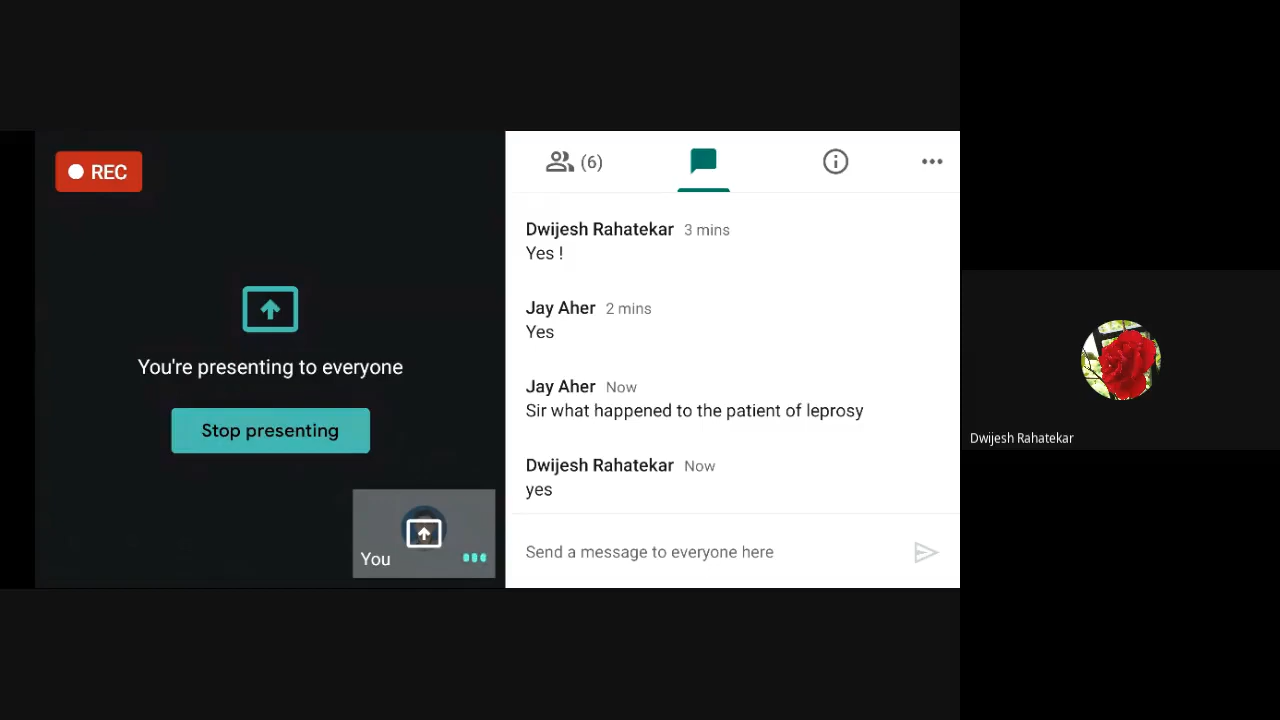 REC
You're presenting to everyone
Stop presenting
You
(6)
Dwijesh Rahatekar 3 mins
Yes !
Jay Aher 2 mins
Yes
Jay Aher Now
Sir what happened to the patient of leprosy
Dwijesh Rahatekar Now
yes
Send a message to everyone here
Dwijesh Rahatekar